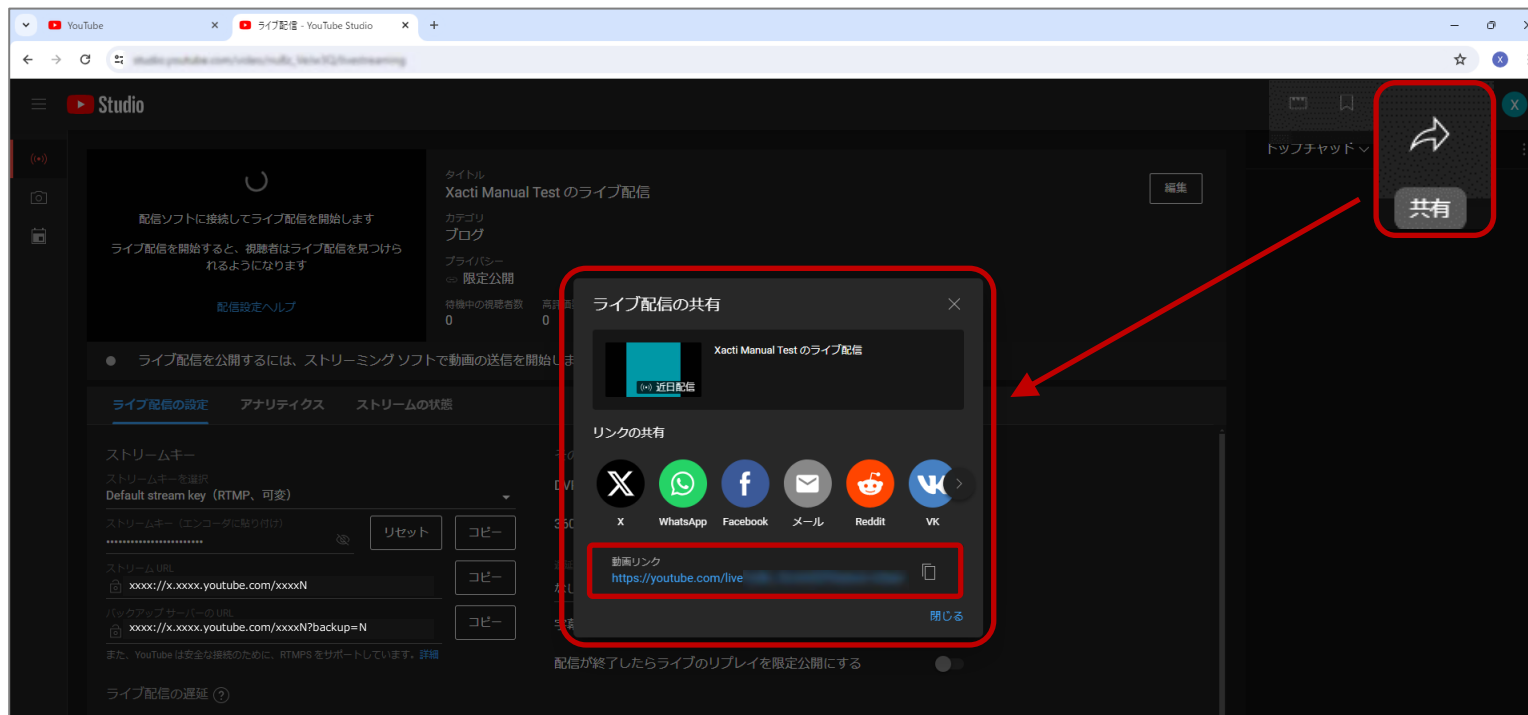 YouTube
ライブ配信 - YouTube Studio
X
Studio
X
共有
トップチャッド
配信ソフトに接続してライブ配信を開始します
ライブ配信を開始すると、視聴者はライブ配信を見つけら
れるようになります
配信設定ヘルプ
タイトル
Xacti Manual Test のライブ配信
編集
カテゴリ
ブログ
プライバシー
限定公開
待機中の視聴者数
0
0
ライブ配信を公開するには、ストリーミング ソフトで動画の送信を開始しま
ライブ配信の設定 アナリティクス ストリームの状態
ストリームキー
ストリームキーを選択
Default stream key（RTMP、可変）
ストリームキー（エンコーダに貼り付け）
リセット
コピー
ストリーム URL
xxxx://x.xxxx.youtube.com/xxxxN
コピー
バックアップ サーバーの URL
xxxx://x.xxxx.youtube.com/xxxxN?backup=N
コピー
また、YouTube は安全な接続のために、RTMPS をサポートしています。詳細
ライブ配信の遅延
配信が終了したらライブのリプレイを限定公開にする
ライブ配信の共有
Xacti Manual Test のライブ配信
近日配信
リンクの共有
X WhatsApp Facebook メール Reddit VK
動画リンク
https://youtube.com/live
閉じる